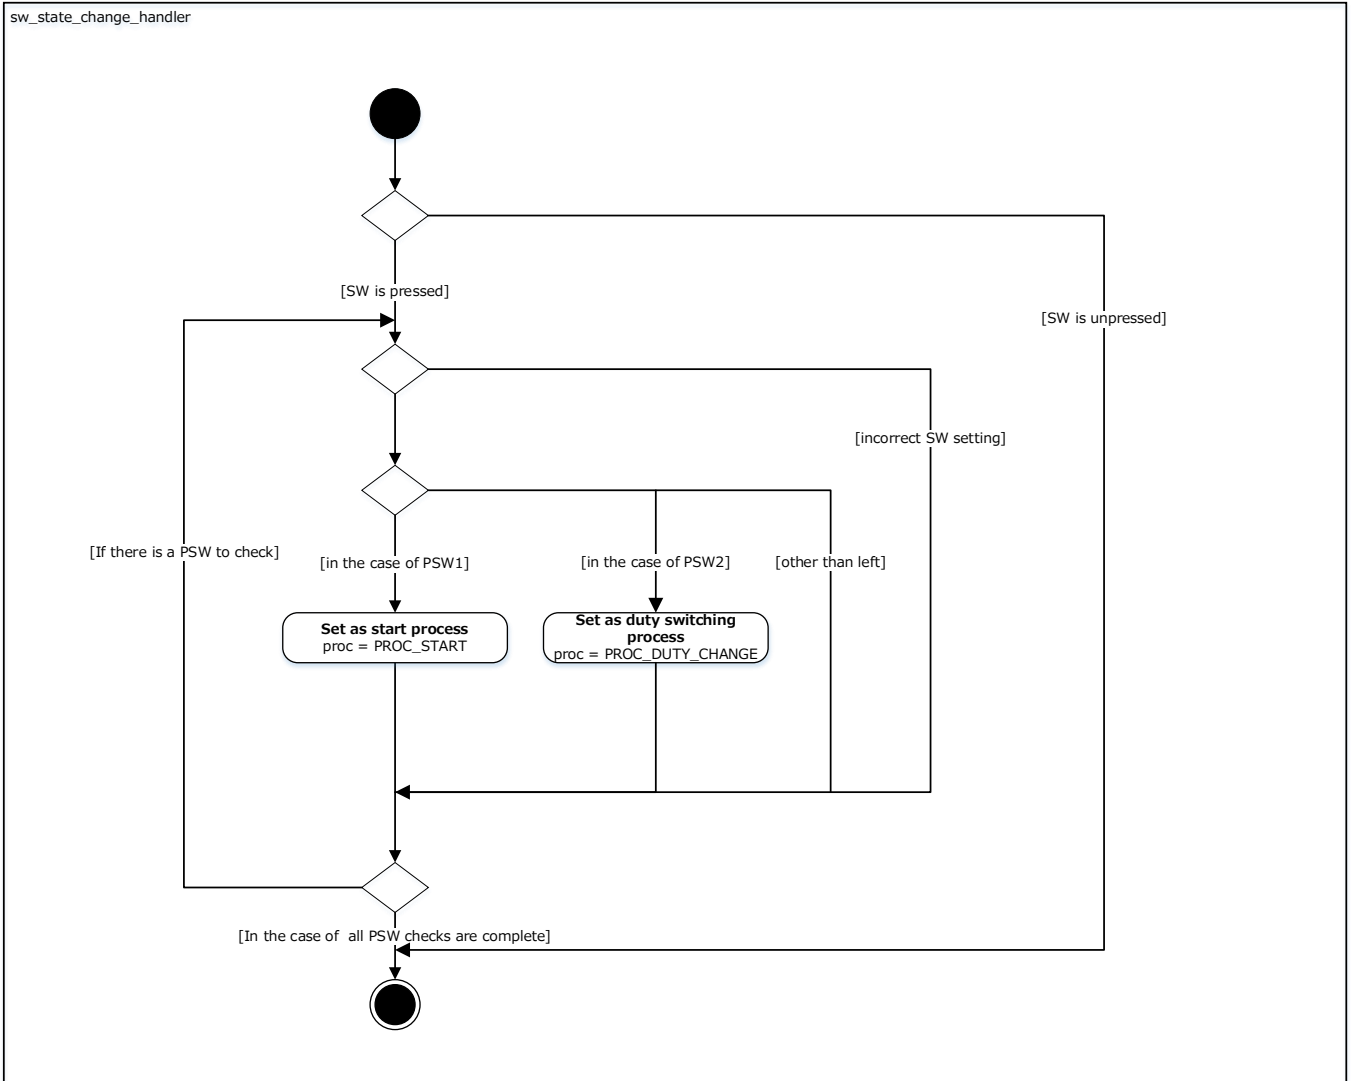 sw_state_change_handler
[SW is pressed]
[SW is unpressed]
[incorrect SW setting]
[If there is a PSW to check]
[in the case of PSW1]
[in the case of PSW2]
[other than left]
Set as start process
proc = PROC_START
Set as duty switching
process
proc = PROC_DUTY_CHANGE
[In the case of  all PSW checks are complete]